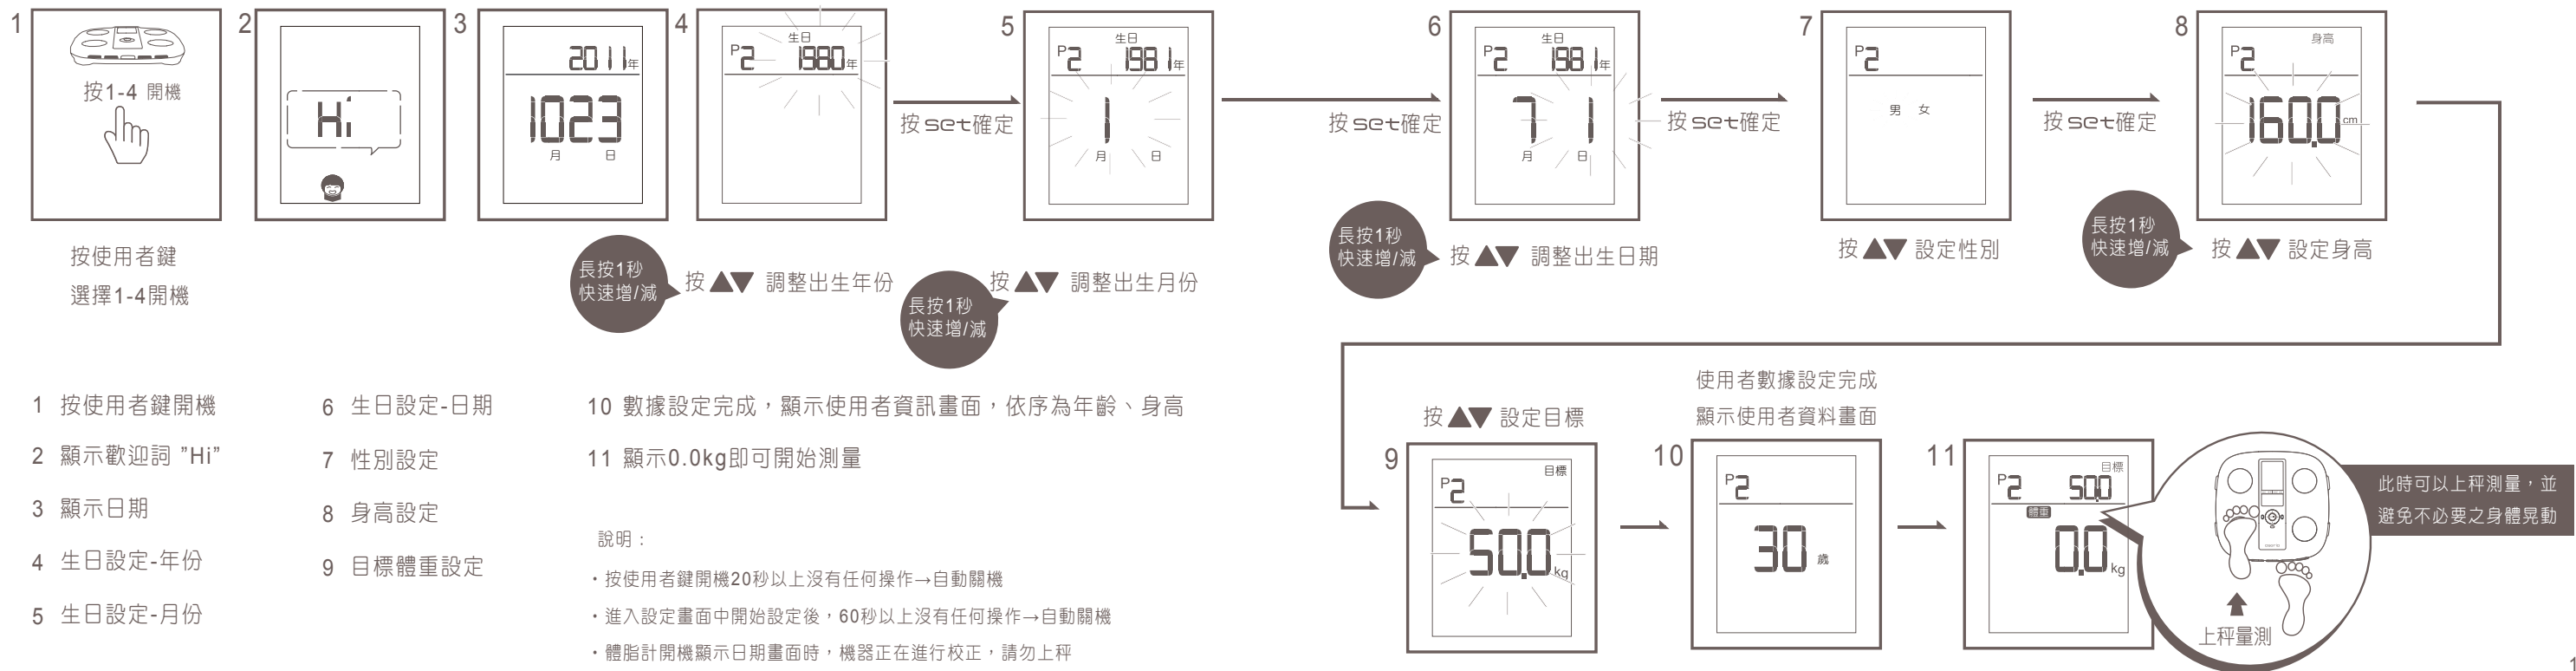 1
按1-4 開機
按使用者鍵
選擇1-4開機
2
Hi
3
2011年
1023
月 日
4
生日
P2 1980年
長按1秒
快速增/減
按▲▼ 調整出生年份
按set確定
5
生日
P2 1981年
1
月 日
長按1秒
快速增/減
按▲▼ 調整出生月份
按set確定
6
生日
P2 1981年
7 1
月 日
長按1秒
快速增/減
按▲▼ 調整出生日期
按set確定
7
P2
男 女
按▲▼ 設定性別
按set確定
8
身高
P2
160.0cm
長按1秒
快速增/減
按▲▼ 設定身高
按▲▼ 設定目標
9
目標
P2
50.0kg
使用者數據設定完成
顯示使用者資料畫面
10
P2
30歲
11
目標
P2 50.0
體重
0.0kg
上秤量測
此時可以上秤測量，並
避免不必要之身體晃動
1 按使用者鍵開機
2 顯示歡迎詞 ”Hi”
3 顯示日期
4 生日設定-年份
5 生日設定-月份
6 生日設定-日期
7 性別設定
8 身高設定
9 目標體重設定
10 數據設定完成，顯示使用者資訊畫面，依序為年齡、身高
11 顯示0.0kg即可開始測量
說明：
・按使用者鍵開機20秒以上沒有任何操作→自動關機
・進入設定畫面中開始設定後，60秒以上沒有任何操作→自動關機
・體脂計開機顯示日期畫面時，機器正在進行校正，請勿上秤